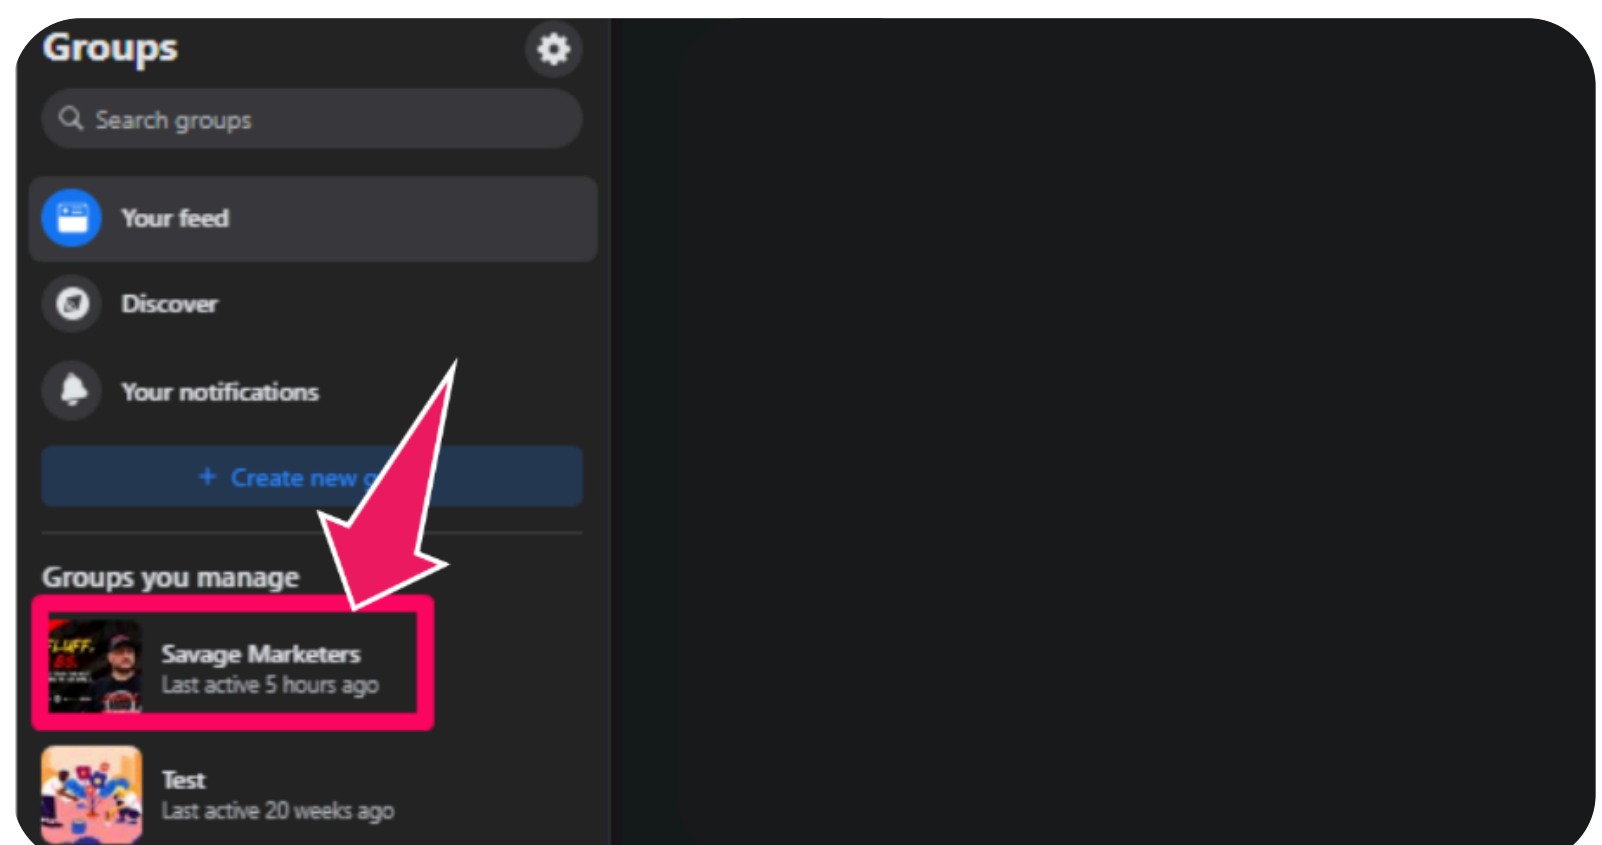 Groups
Search groups
Your feed
Discover
Your notifications
+ Create new
Groups you manage
FLUFF.
Savage Marketers
Last active 5 hours ago
Test
Last active 20 weeks ago